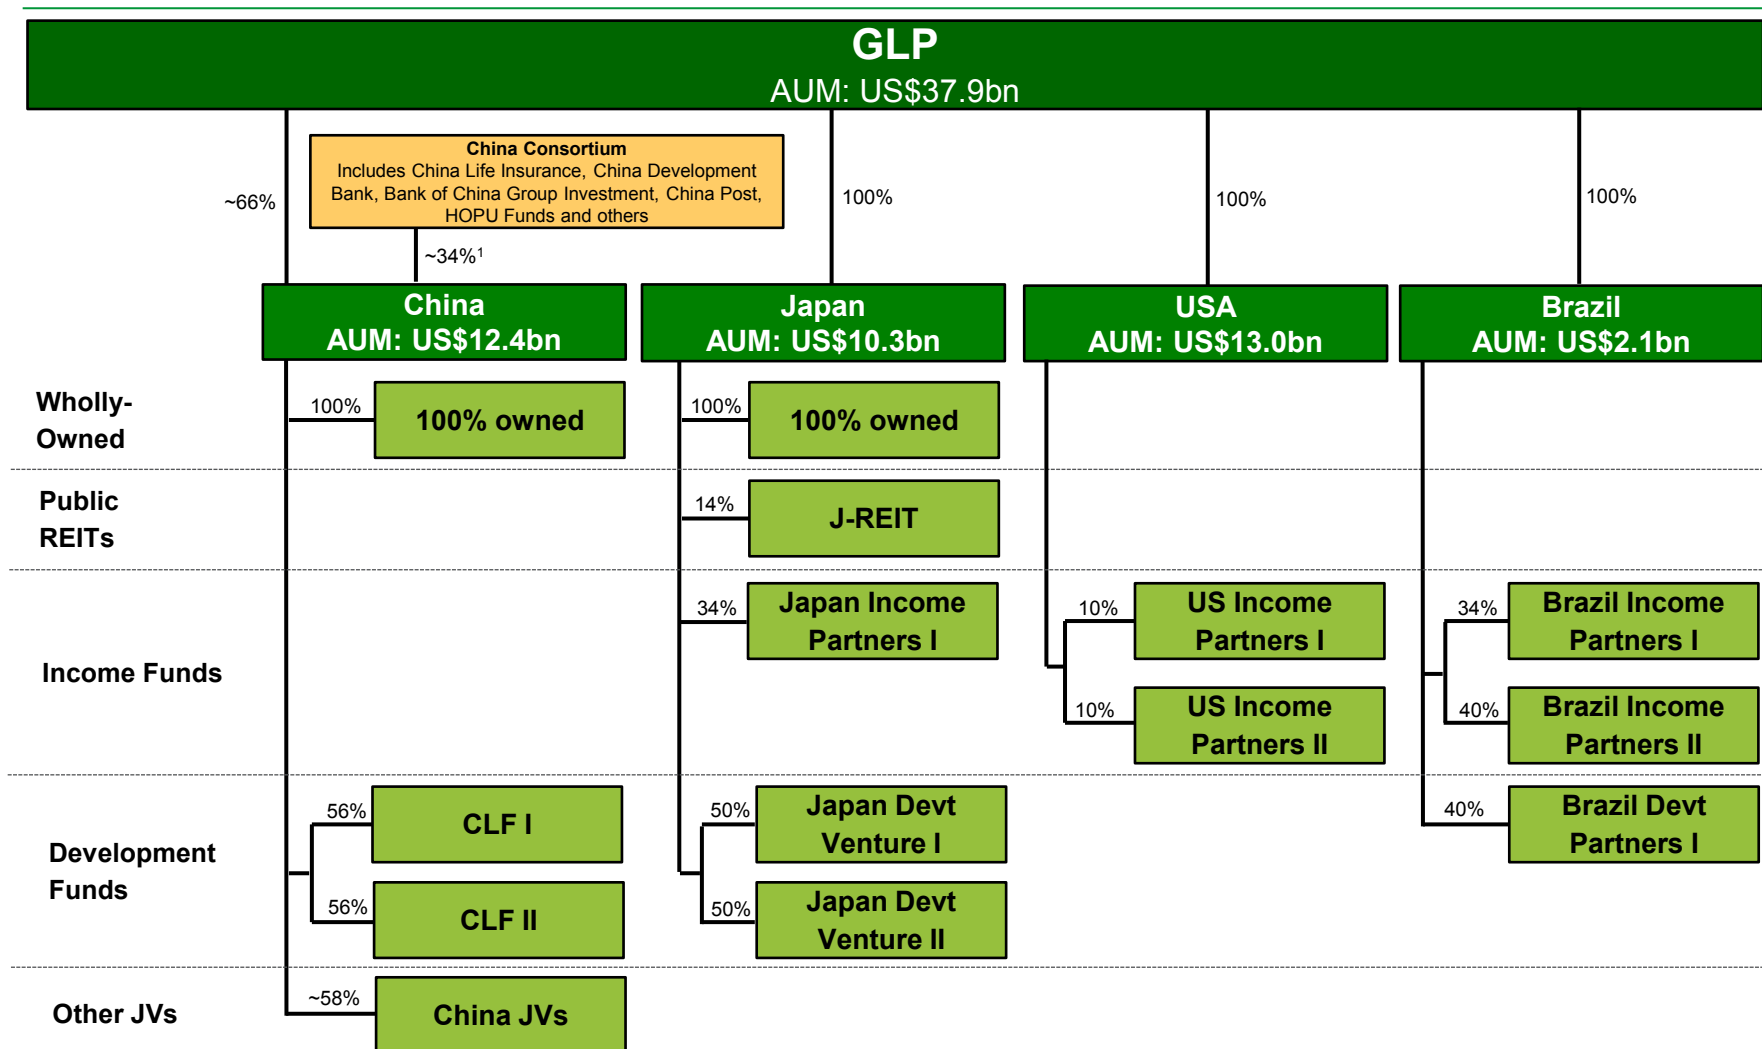 GLP
AUM: US$37.9bn
China Consortium
Includes China Life Insurance, China Development
Bank, Bank of China Group Investment, China Post,
HOPU Funds and others
~66%
100%
100%
100%
~34%¹
China
AUM: US$12.4bn
Japan
AUM: US$10.3bn
USA
AUM: US$13.0bn
Brazil
AUM: US$2.1bn
Wholly-
Owned
100%
100% owned
100%
100% owned
Public
REITs
14%
J-REIT
Income Funds
34%
Japan Income
Partners I
10%
US Income
Partners I
34%
Brazil Income
Partners I
10%
US Income
Partners II
40%
Brazil Income
Partners II
Development
Funds
56%
CLF I
50%
Japan Devt
Venture I
40%
Brazil Devt
Partners I
56%
CLF II
50%
Japan Devt
Venture II
Other JVs
~58%
China JVs